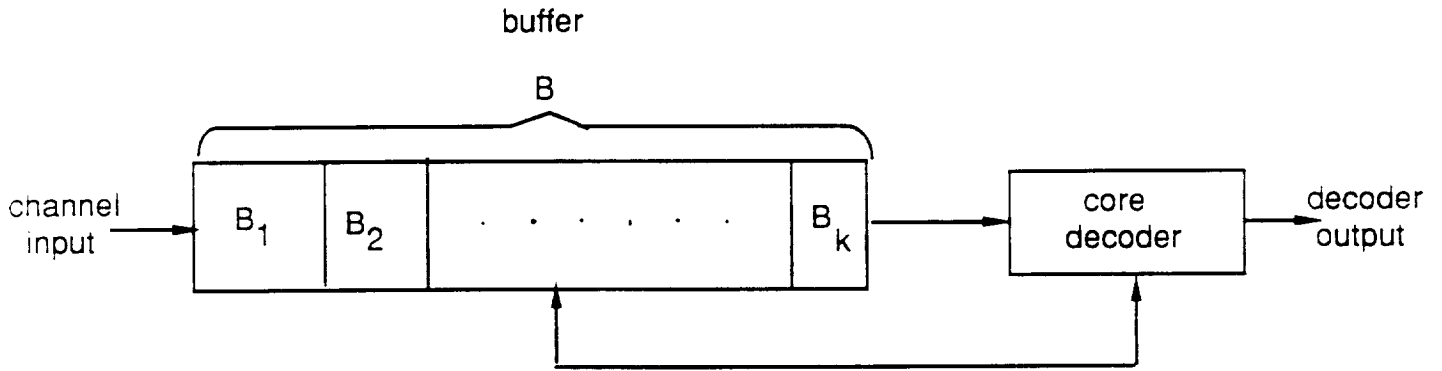 buffer
B
channel
input
B1
B2
. . . . . .
Bk
core
decoder
decoder
output